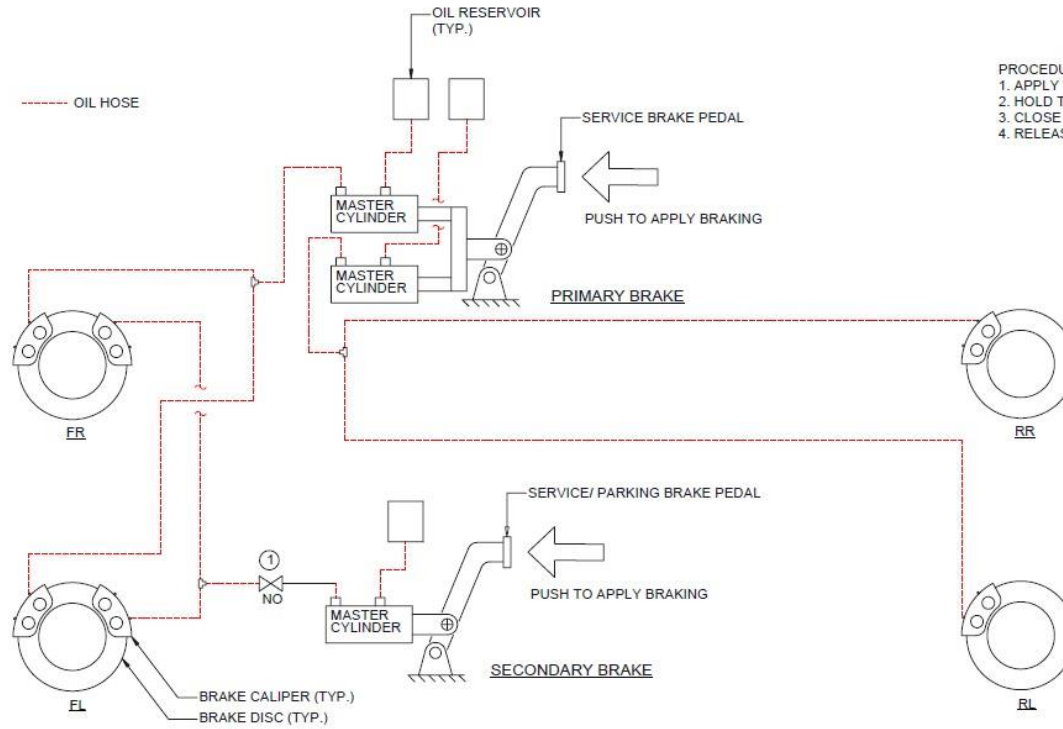 OIL RESERVOIR
(TYP.)
OIL HOSE
PROCEDU
1. APPLY
2. HOLD T
3. CLOSE
4. RELEAS
SERVICE BRAKE PEDAL
MASTER
CYLINDER
PUSH TO APPLY BRAKING
MASTER
CYLINDER
PRIMARY BRAKE
FR
RR
SERVICE/ PARKING BRAKE PEDAL
1
NO
PUSH TO APPLY BRAKING
MASTER
CYLINDER
SECONDARY BRAKE
FL
BRAKE CALIPER (TYP.)
BRAKE DISC (TYP.)
RL